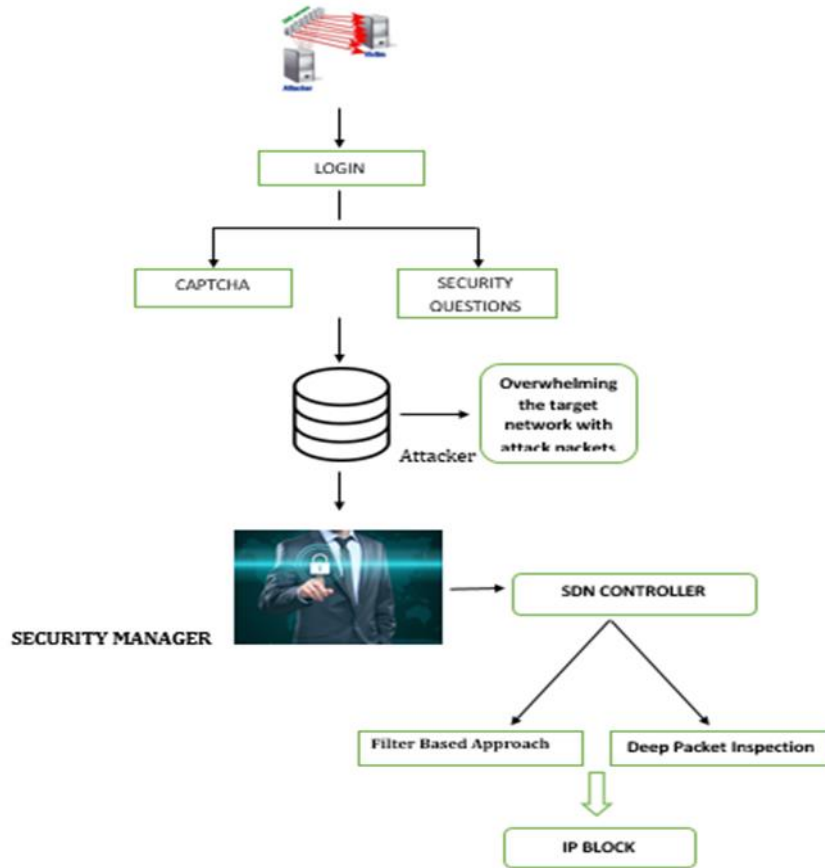 Victim
Attacker
LOGIN
CAPTCHA
SECURITY
QUESTIONS
Overwhelming
the target
network with
attack packets
Attacker
SDN CONTROLLER
SECURITY MANAGER
Filter Based Approach
Deep Packet Inspection
IP BLOCK